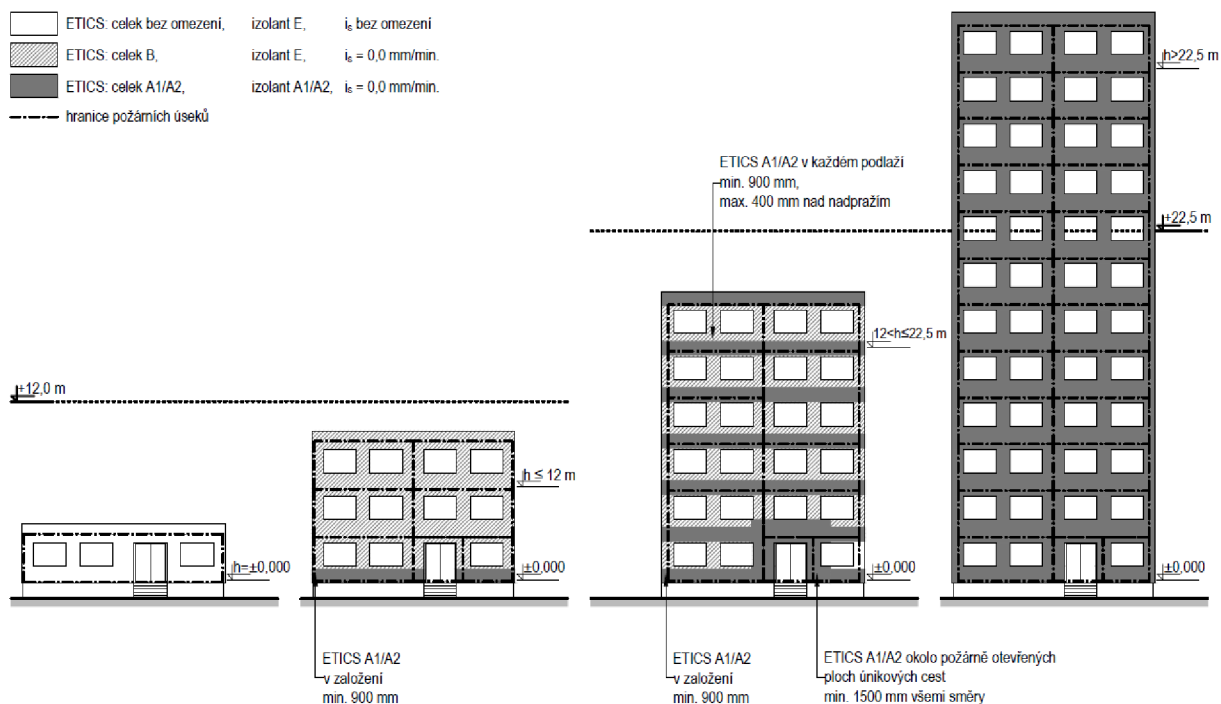 ETICS: celek bez omezení, izolant E, iₛ bez omezení
ETICS: celek B, izolant E, iₛ = 0,0 mm/min.
ETICS: celek A1/A2, izolant A1/A2, iₛ = 0,0 mm/min.
hranice požárních úseků
h>22,5 m
ETICS A1/A2 v každém podlaží
min. 900 mm,
max. 400 mm nad nadpražím
+22,5 m
12<h≤22,5 m
+12,0 m
h ≤ 12 m
h=±0,000
±0,000
±0,000
±0,000
ETICS A1/A2
v založení
min. 900 mm
ETICS A1/A2
v založení
min. 900 mm
ETICS A1/A2 okolo požárně otevřených
ploch únikových cest
min. 1500 mm všemi směry